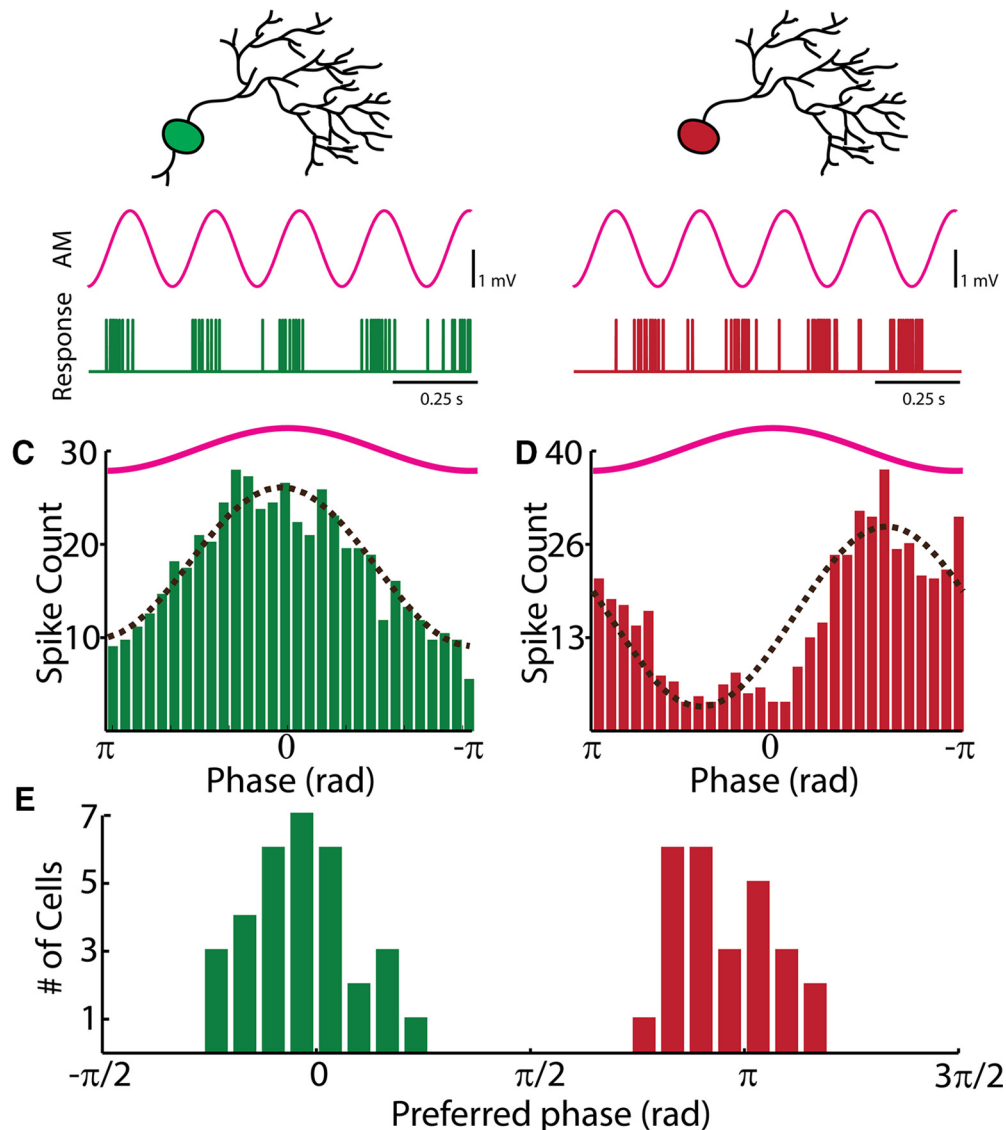 AM
1 mV
1 mV
Response
0.25 s
0.25 s
C
30
20
10
Spike Count
π
0
-π
Phase (rad)
D
40
26
13
Spike Count
π
0
-π
Phase (rad)
E
7
5
3
1
# of Cells
-π/2
0
π/2
π
3π/2
Preferred phase (rad)